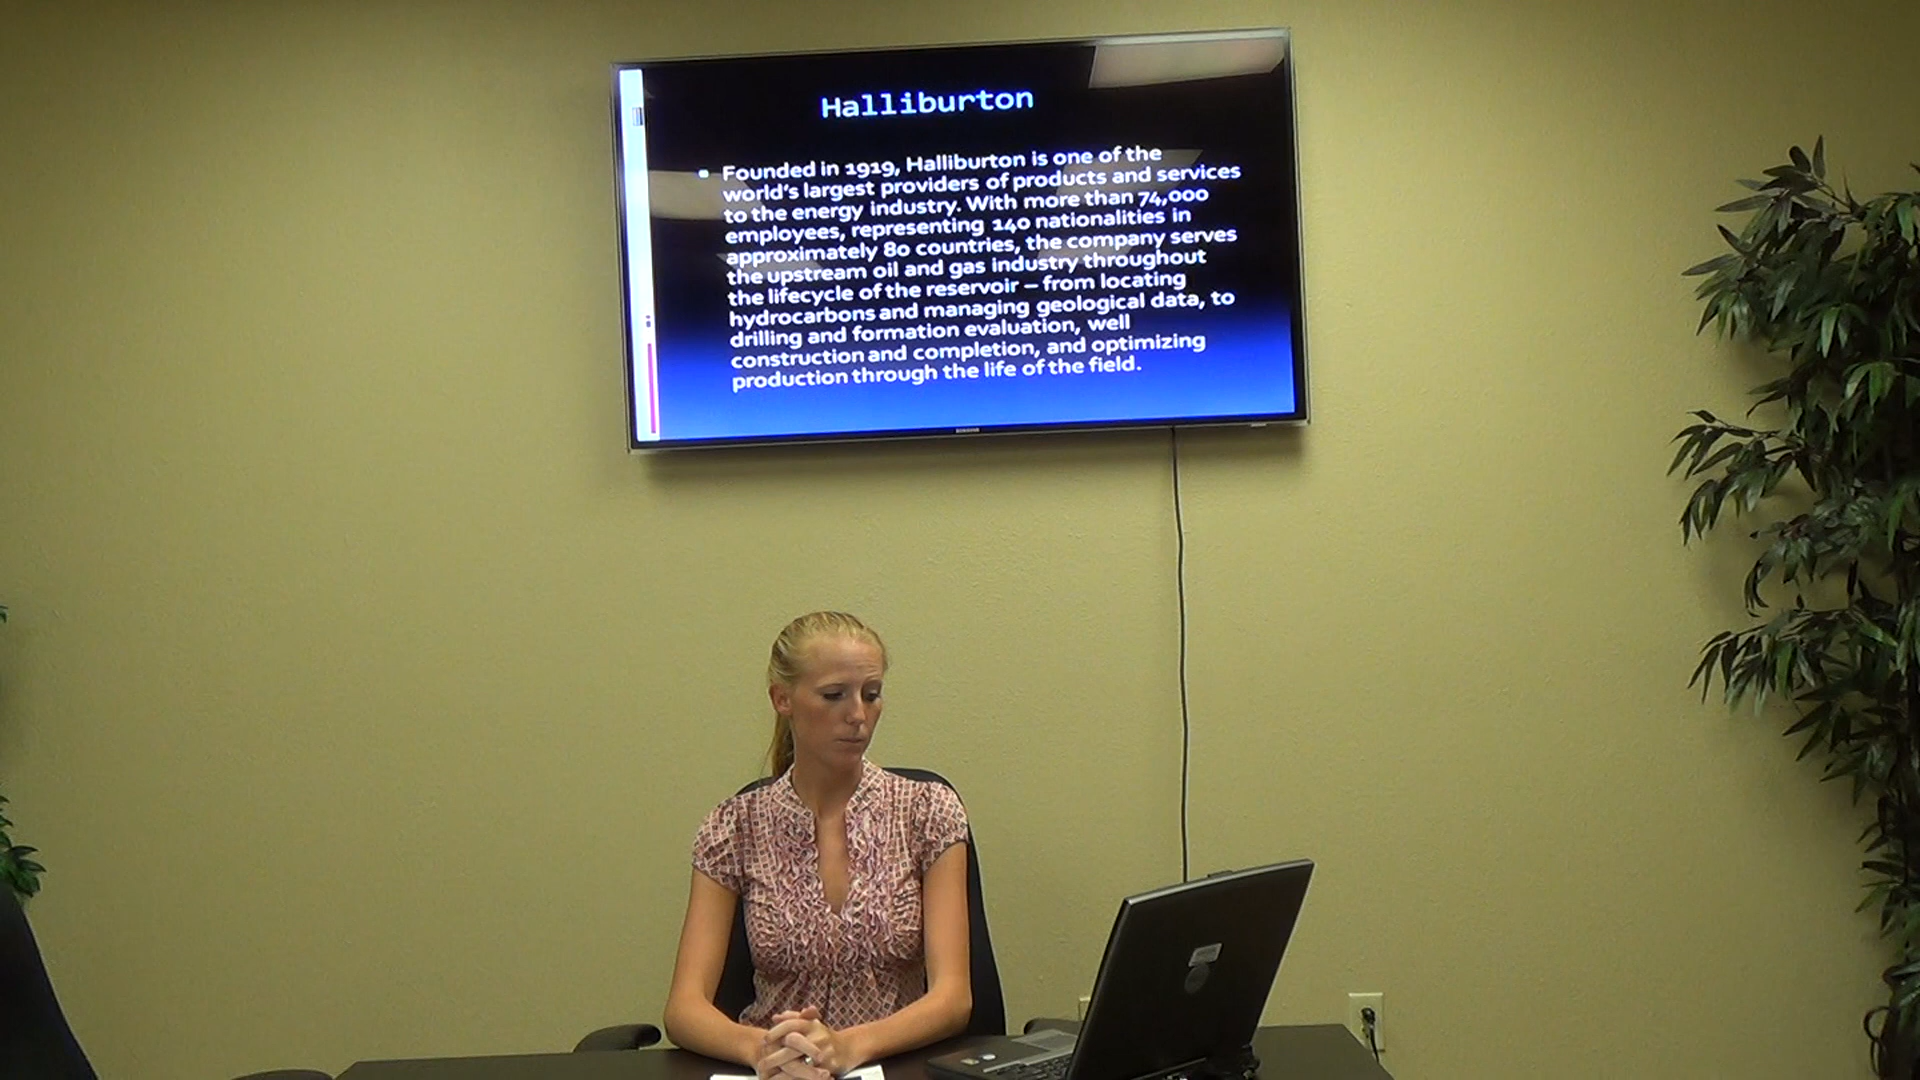 Halliburton
Founded in 1919, Halliburton is one of the
world's largest providers of products and services
to the energy industry. With more than 74,000
employees, representing 140 nationalities in
approximately 80 countries, the company serves
the upstream oil and gas industry throughout
the lifecycle of the reservoir – from locating
hydrocarbons and managing geological data, to
drilling and formation evaluation, well
construction and completion, and optimizing
production through the life of the field.
SAMSUNG